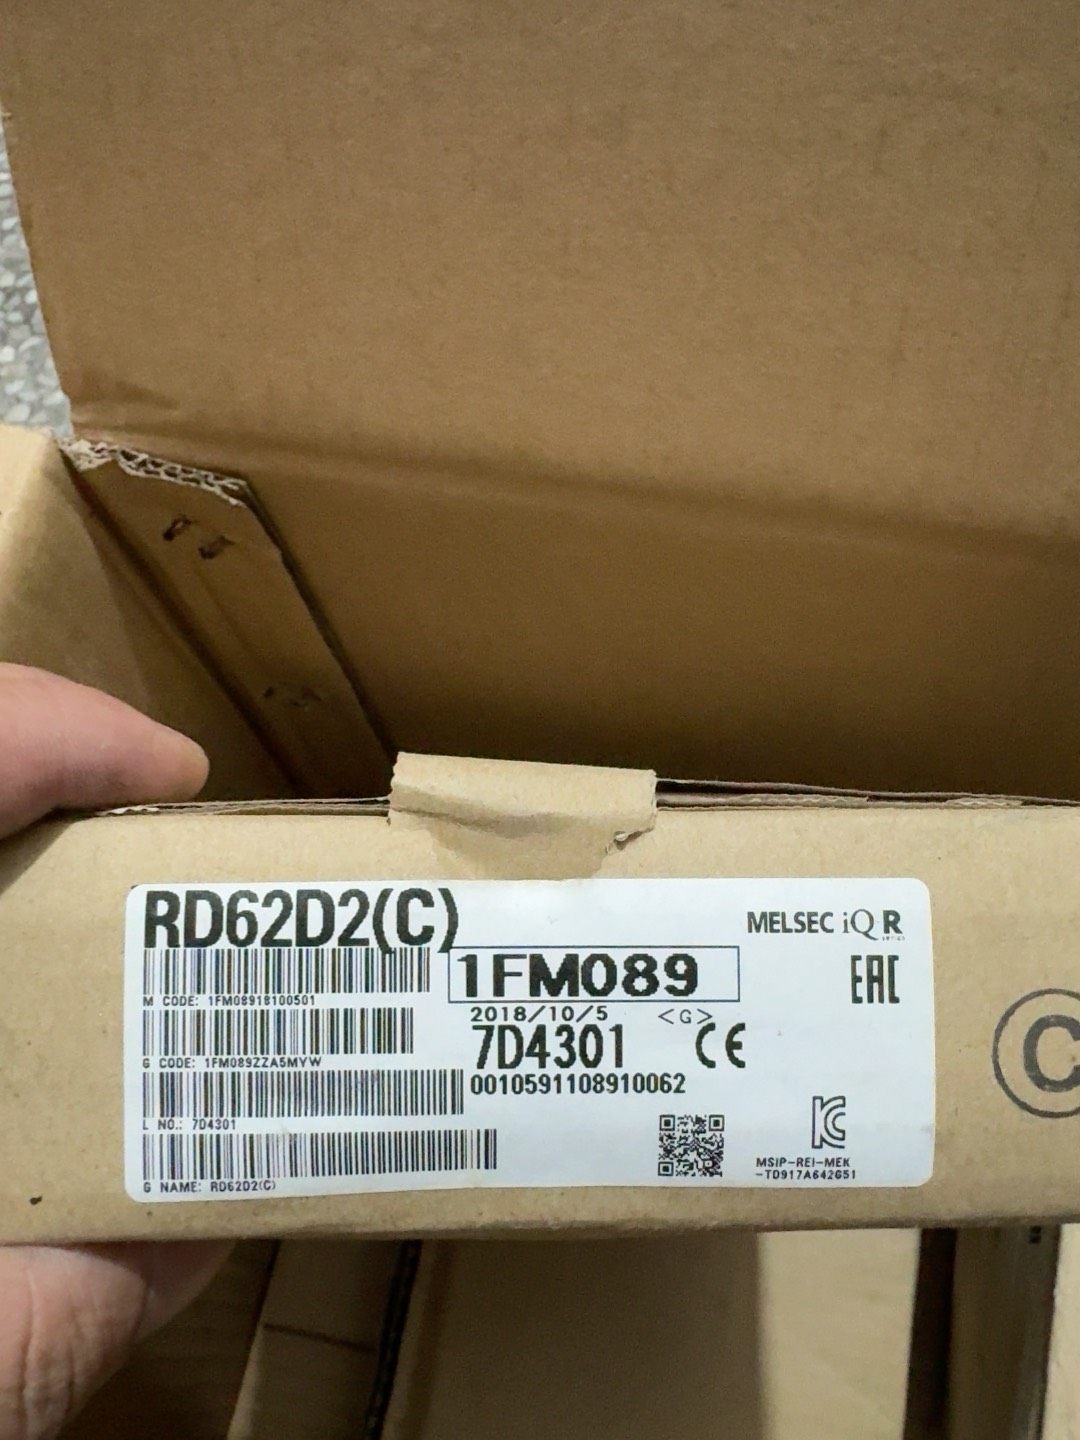 RD62D2(C)
MELSEC iQ R
series
1FM089
EAC
M CODE: 1FM08918100501
2018/10/5 <G>
7D4301 CE
G CODE: 1FM089ZZA5MYW
0010591108910062
L NO.: 7D4301
MSIP-REI-MEK
-TD917A642G51
G NAME: RD62D2(C)
C